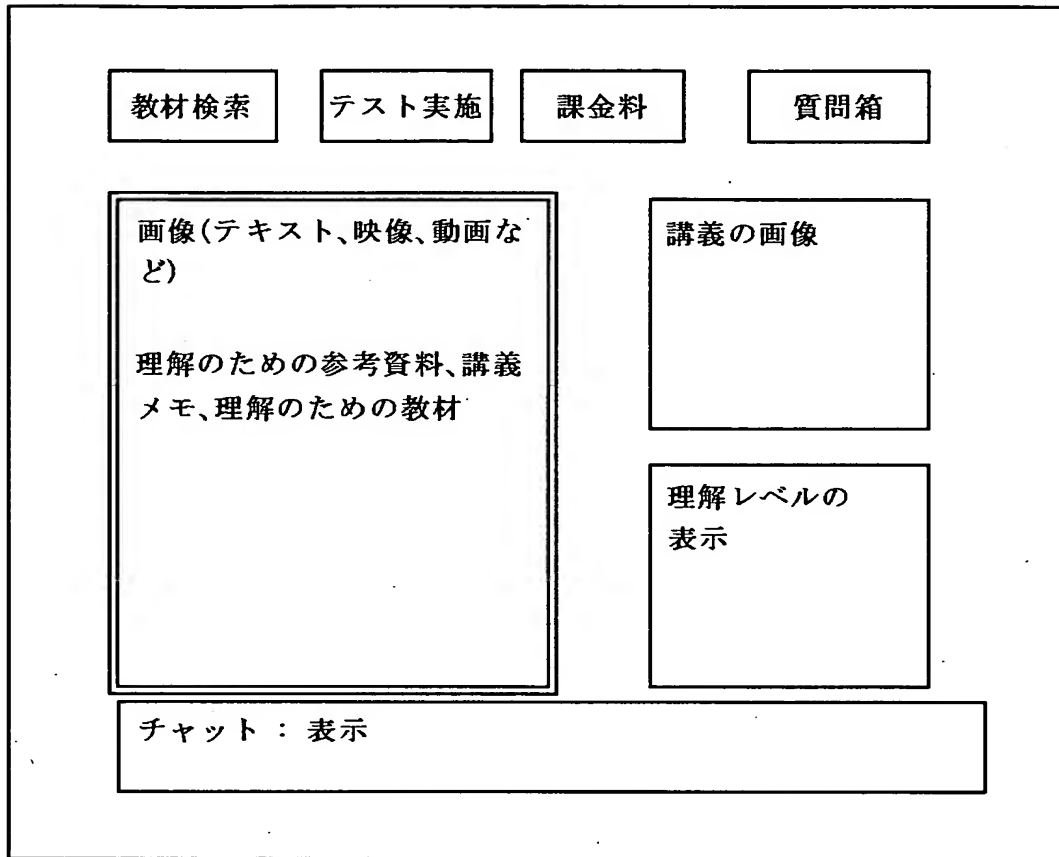 教材検索
テスト実施
課金料
質問箱
画像(テキスト、映像、動画な
ど)
理解のための参考資料、講義
メモ、理解のための教材
講義の画像
理解レベルの
表示
チャット : 表示